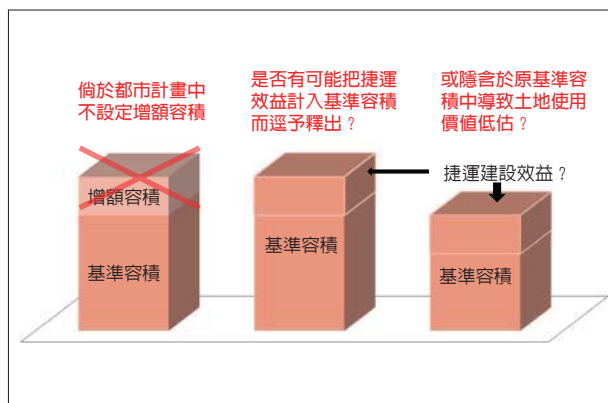 倘於都市計畫中
不設定增額容積
是否有可能把捷運
效益計入基準容積
而逕予釋出？
或隱含於原基準容
積中導致土地使用
價值低估？
捷運建設效益？
增額容積
基準容積
基準容積
基準容積